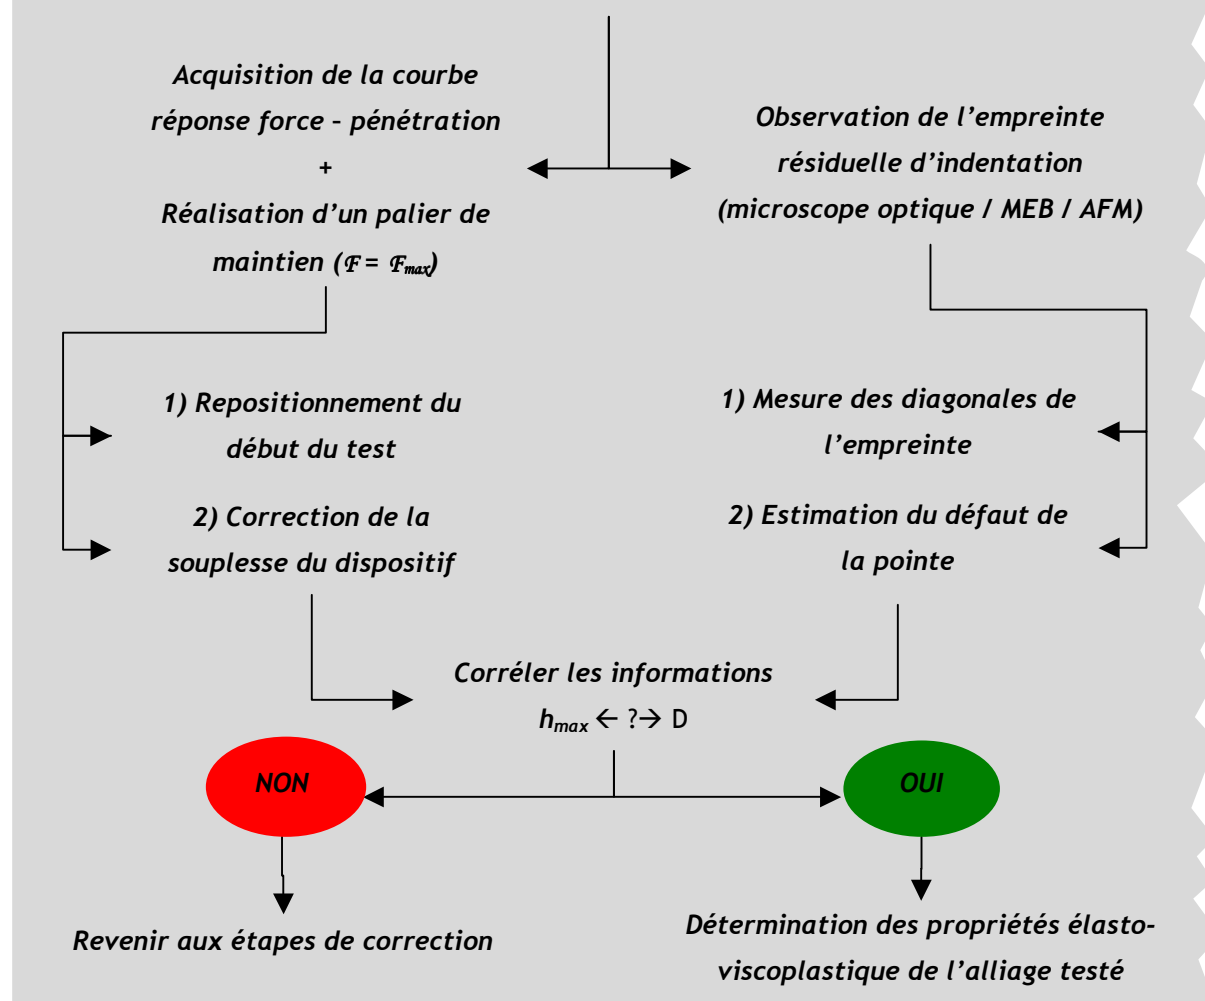 Acquisition de la courbe
réponse force – pénétration
+
Réalisation d’un palier de
maintien (F = Fmax)
Observation de l’empreinte
résiduelle d’indentation
(microscope optique / MEB / AFM)
1) Repositionnement du
début du test
2) Correction de la
souplesse du dispositif
1) Mesure des diagonales de
l’empreinte
2) Estimation du défaut de
la pointe
Corréler les informations
hmax ← ?→ D
NON
OUI
Revenir aux étapes de correction
Détermination des propriétés élasto-
viscoplastique de l’alliage testé